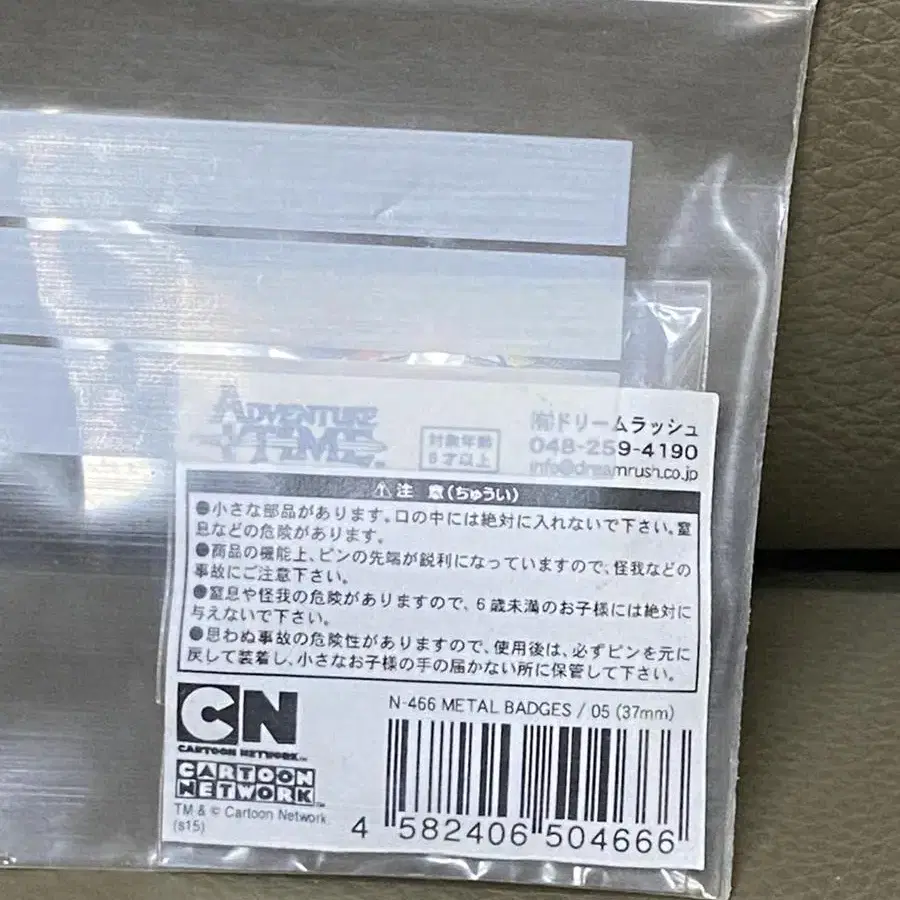 ADVENTURE TIME
対象年齢
6才以上
㈲ドリームラッシュ
048-259-4190
info@dreamrush.co.jp
⚠注 意(ちゅうい)
●小さな部品があります。口の中には絶対に入れないで下さい。窒
息などの危険があります。
●商品の機能上、ピンの先端が鋭利になっていますので、怪我などの
事故にご注意下さい。
●窒息や怪我の危険がありますので、6歳未満のお子様には絶対に
与えないで下さい。
●思わぬ事故の危険性がありますので、使用後は、必ずピンを元に
戻して装着し、小さなお子様の手の届かない所に保管して下さい。
CN
CARTOON NETWORK™
CARTOON
NETWORK™
TM & © Cartoon Network.
(s15)
N-466 METAL BADGES / 05 (37mm)
4 582406 504666